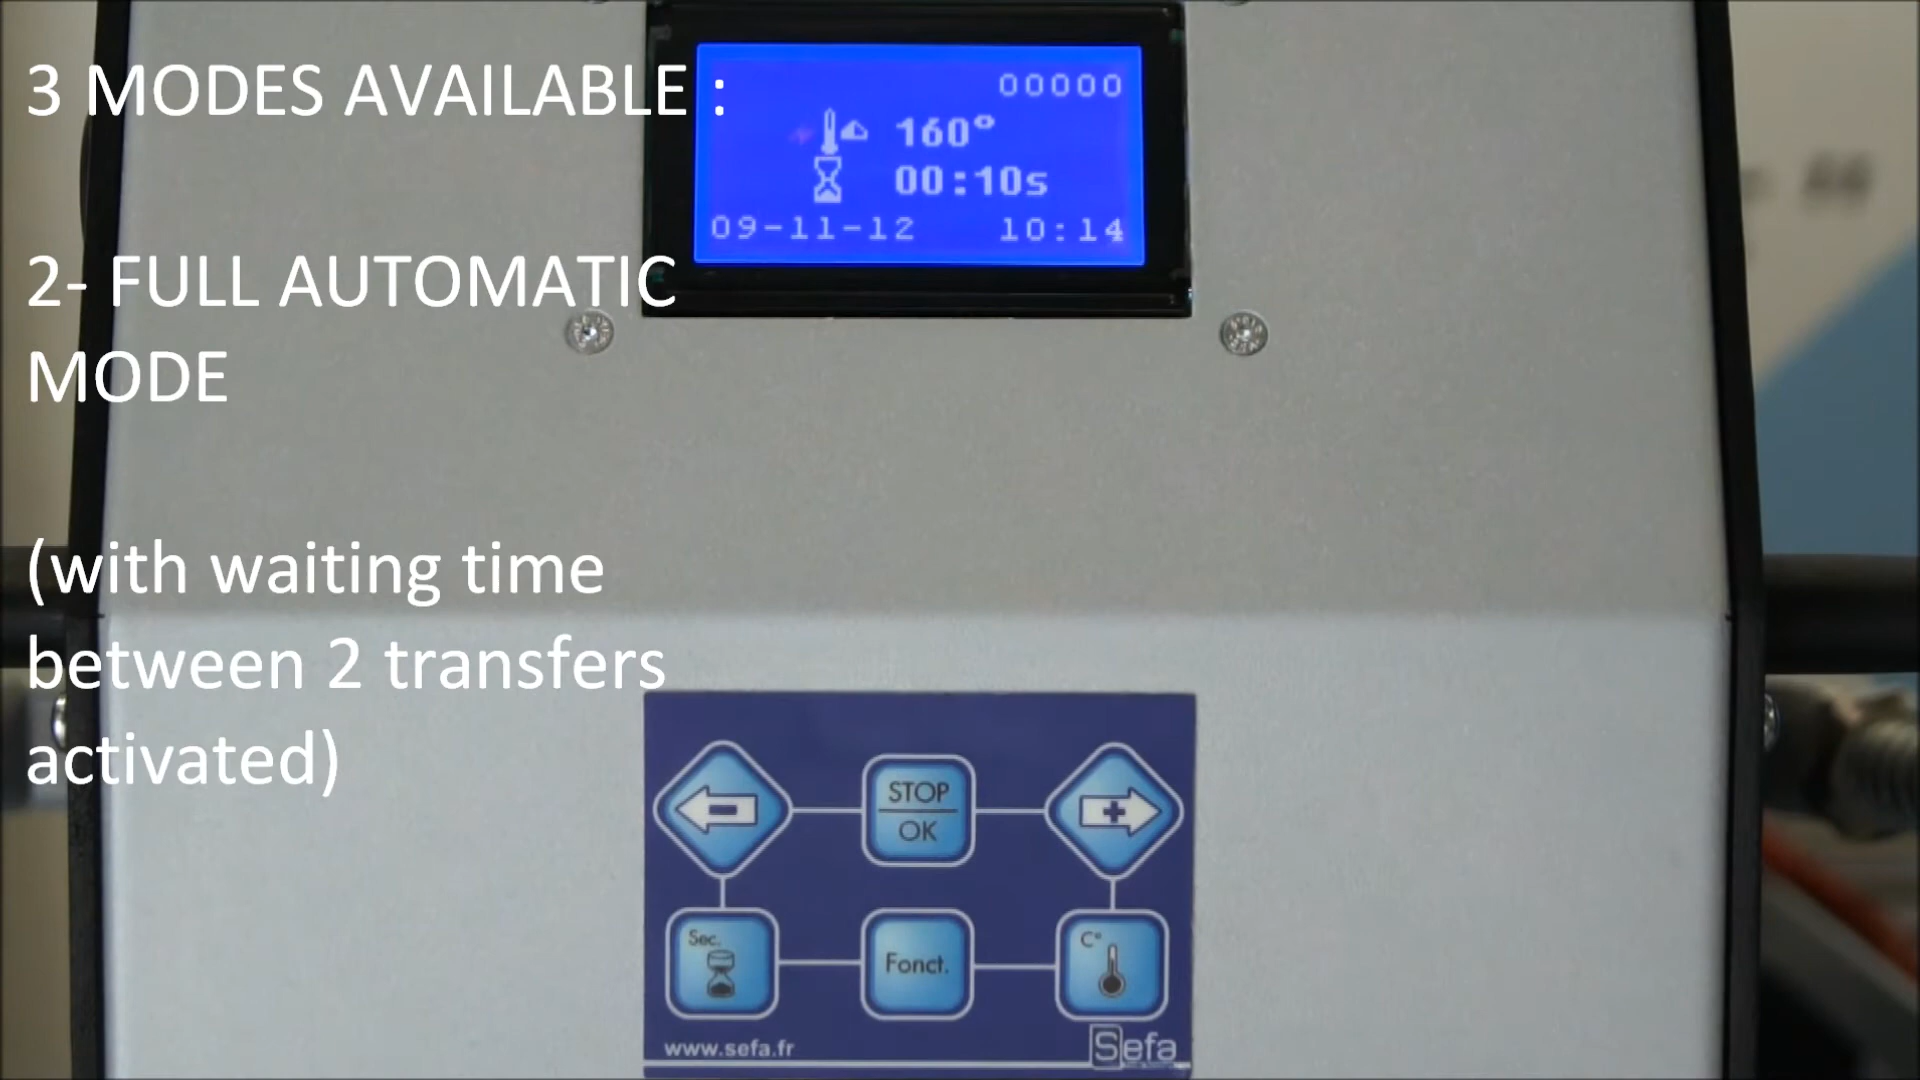 3 MODES AVAILABLE :
2- FULL AUTOMATIC
MODE
(with waiting time
between 2 transfers
activated)
00000
160°
00:10s
09-11-12 10:14
STOP
OK
Sec.
Fonct.
C°
www.sefa.fr
Sefa